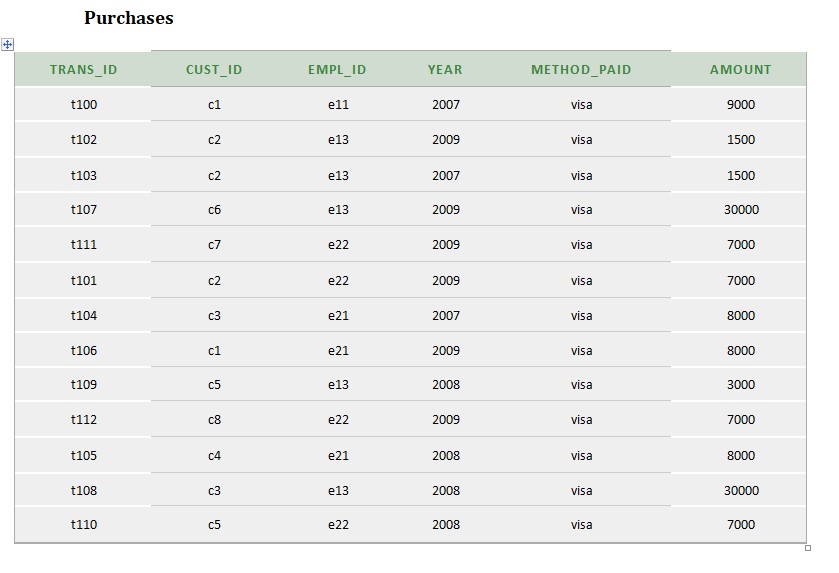 Purchases
TRANS_ID CUST_ID EMPL_ID YEAR METHOD_PAID AMOUNT
t100 c1 e11 2007 visa 9000
t102 c2 e13 2009 visa 1500
t103 c2 e13 2007 visa 1500
t107 c6 e13 2009 visa 30000
t111 c7 e22 2009 visa 7000
t101 c2 e22 2009 visa 7000
t104 c3 e21 2007 visa 8000
t106 c1 e21 2009 visa 8000
t109 c5 e13 2008 visa 3000
t112 c8 e22 2009 visa 7000
t105 c4 e21 2008 visa 8000
t108 c3 e13 2008 visa 30000
t110 c5 e22 2008 visa 7000